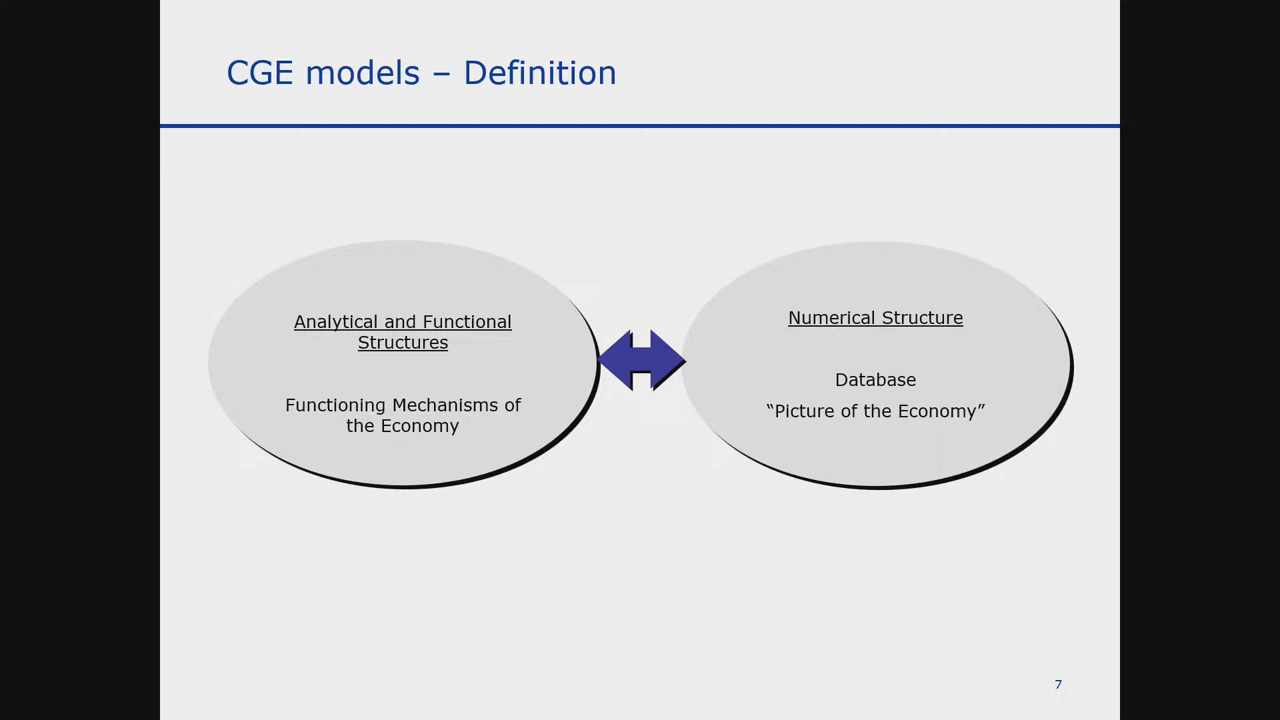 CGE models – Definition
Analytical and Functional
Structures
Functioning Mechanisms of
the Economy
Numerical Structure
Database
“Picture of the Economy”
7